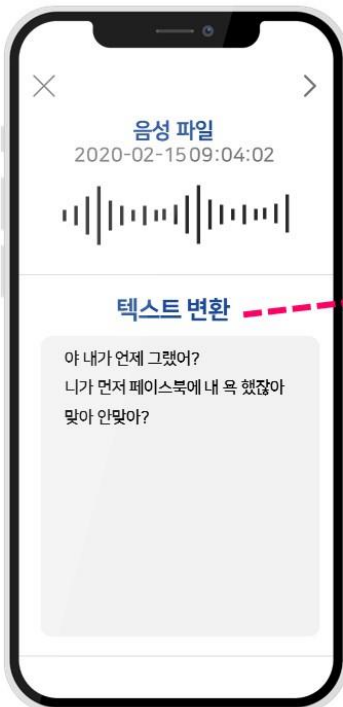 음성 파일
2020-02-1509:04:02
텍스트 변환
야 내가 언제 그랬어?
니가 먼저 페이스북에 내 욕 했잖아
맞아 안맞아?